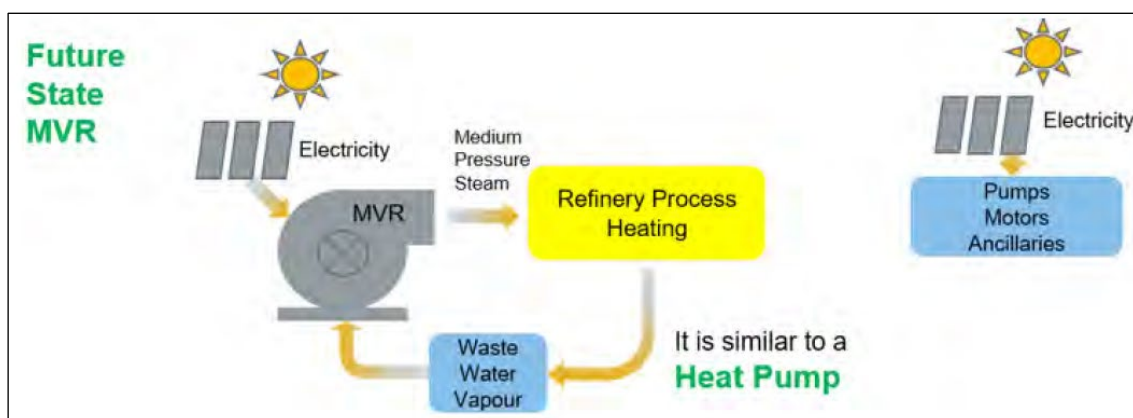 Future
State
MVR
Electricity
Medium
Pressure
Steam
MVR
Refinery Process
Heating
Waste
Water
Vapour
It is similar to a
Heat Pump
Electricity
Pumps
Motors
Ancillaries